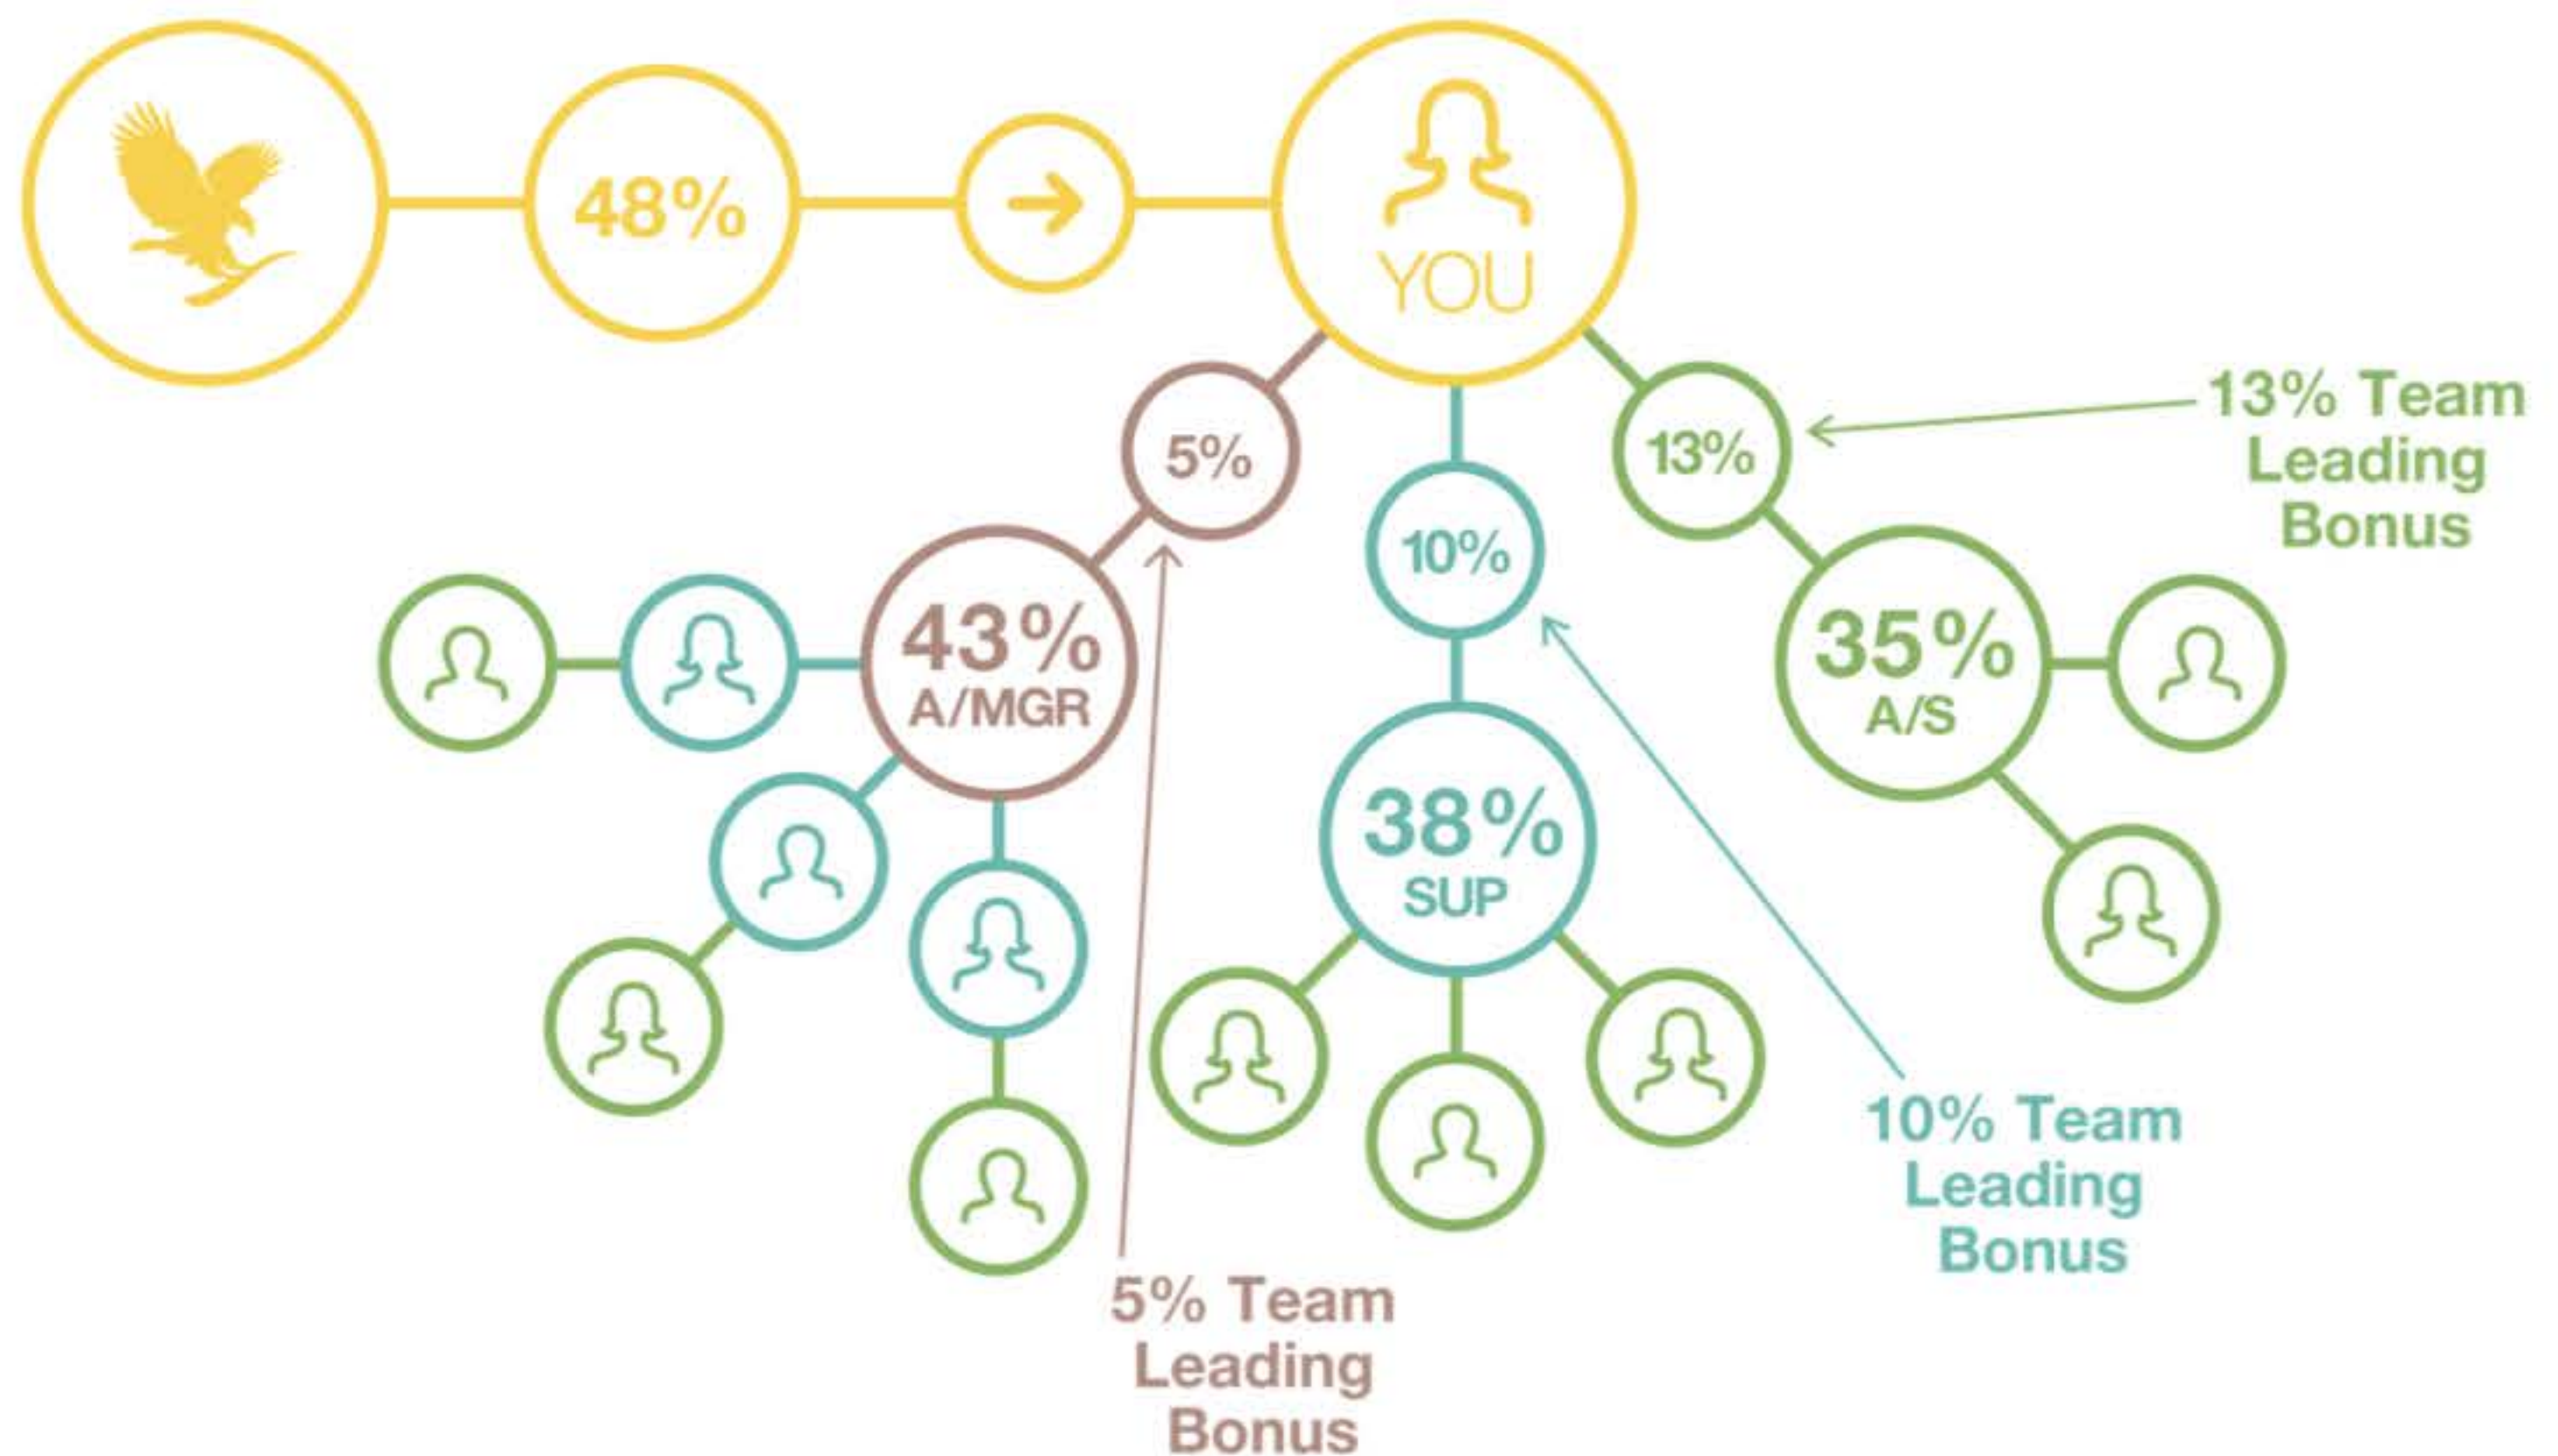 48%
YOU
5%
10%
13%
13% Team
Leading
Bonus
43%
A/MGR
38%
SUP
35%
A/S
10% Team
Leading
Bonus
5% Team
Leading
Bonus